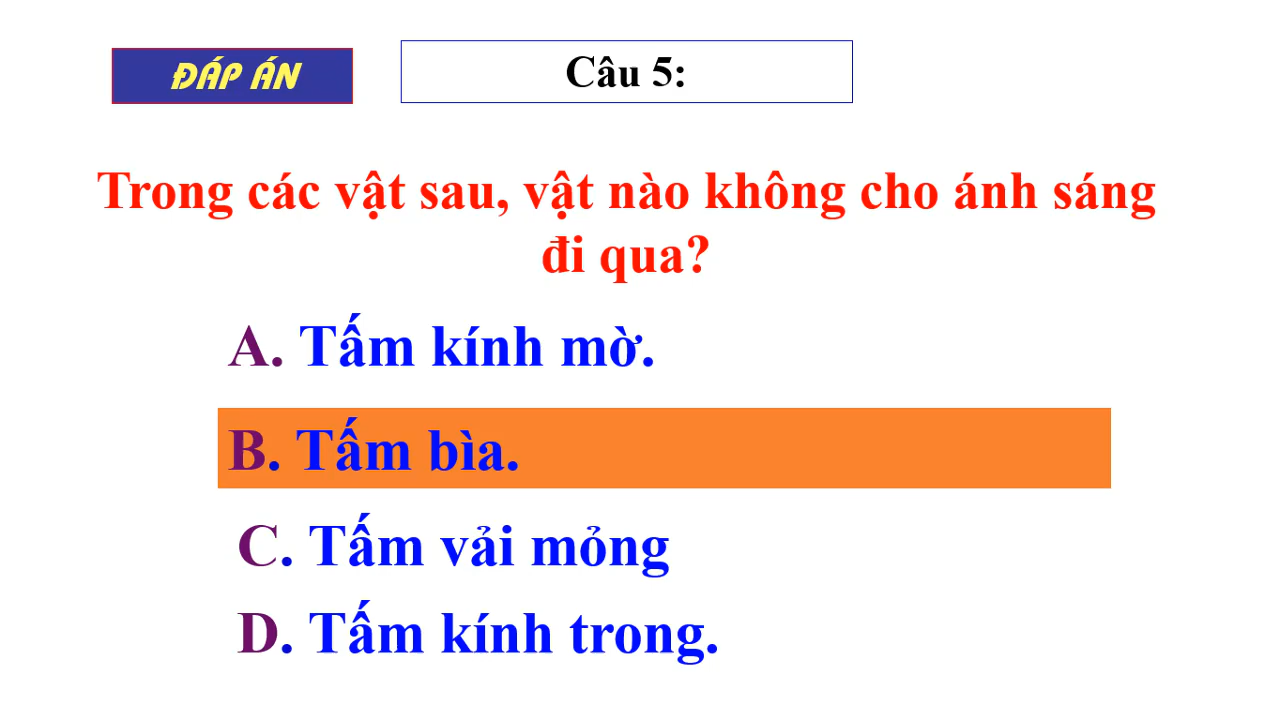 ĐÁP ÁN
Câu 5:
Trong các vật sau, vật nào không cho ánh sáng
đi qua?
A. Tấm kính mờ.
B. Tấm bìa.
C. Tấm vải mỏng
D. Tấm kính trong.